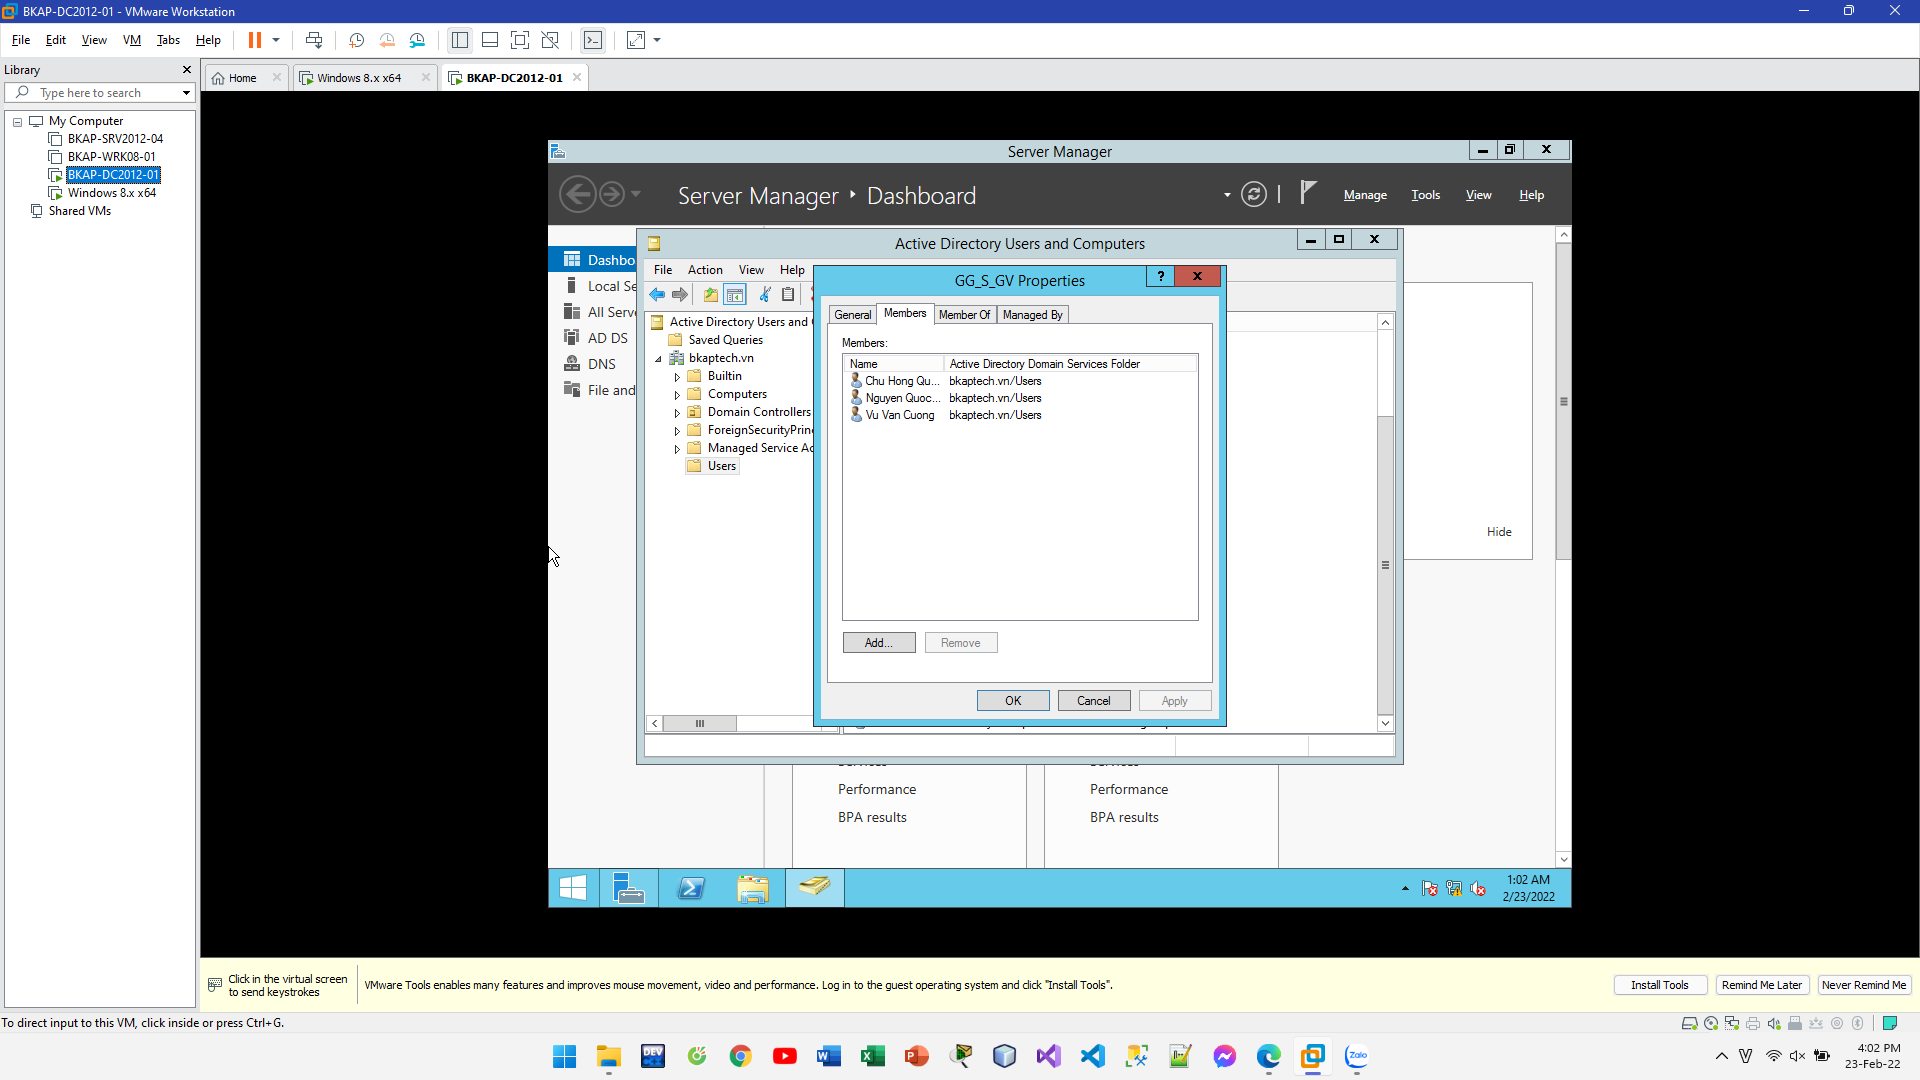 BKAP-DC2012-01 - VMware Workstation
File Edit View VM Tabs Help
Library
Type here to search
My Computer
BKAP-SRV2012-04
BKAP-WRK08-01
BKAP-DC2012-01
Windows 8.x x64
Shared VMs
Home
Windows 8.x x64
BKAP-DC2012-01
Server Manager
Server Manager Dashboard
Manage Tools View Help
Dashbo
Local Se
All Serve
AD DS
DNS
File and
Active Directory Users and Computers
File Action View Help
Active Directory Users and
Saved Queries
bkaptech.vn
Builtin
Computers
Domain Controllers
ForeignSecurityPrin
Managed Service Ac
Users
GG_S_GV Properties
?
General Members Member Of Managed By
Members:
Name Active Directory Domain Services Folder
Chu Hong Qu... bkaptech.vn/Users
Nguyen Quoc... bkaptech.vn/Users
Vu Van Cuong bkaptech.vn/Users
Add... Remove
OK Cancel Apply
Hide
Performance
BPA results
Performance
BPA results
1:02 AM
2/23/2022
Click in the virtual screen
to send keystrokes
VMware Tools enables many features and improves mouse movement, video and performance. Log in to the guest operating system and click "Install Tools".
Install Tools Remind Me Later Never Remind Me
To direct input to this VM, click inside or press Ctrl+G.
DEV
Zalo
V
4:02 PM
23-Feb-22